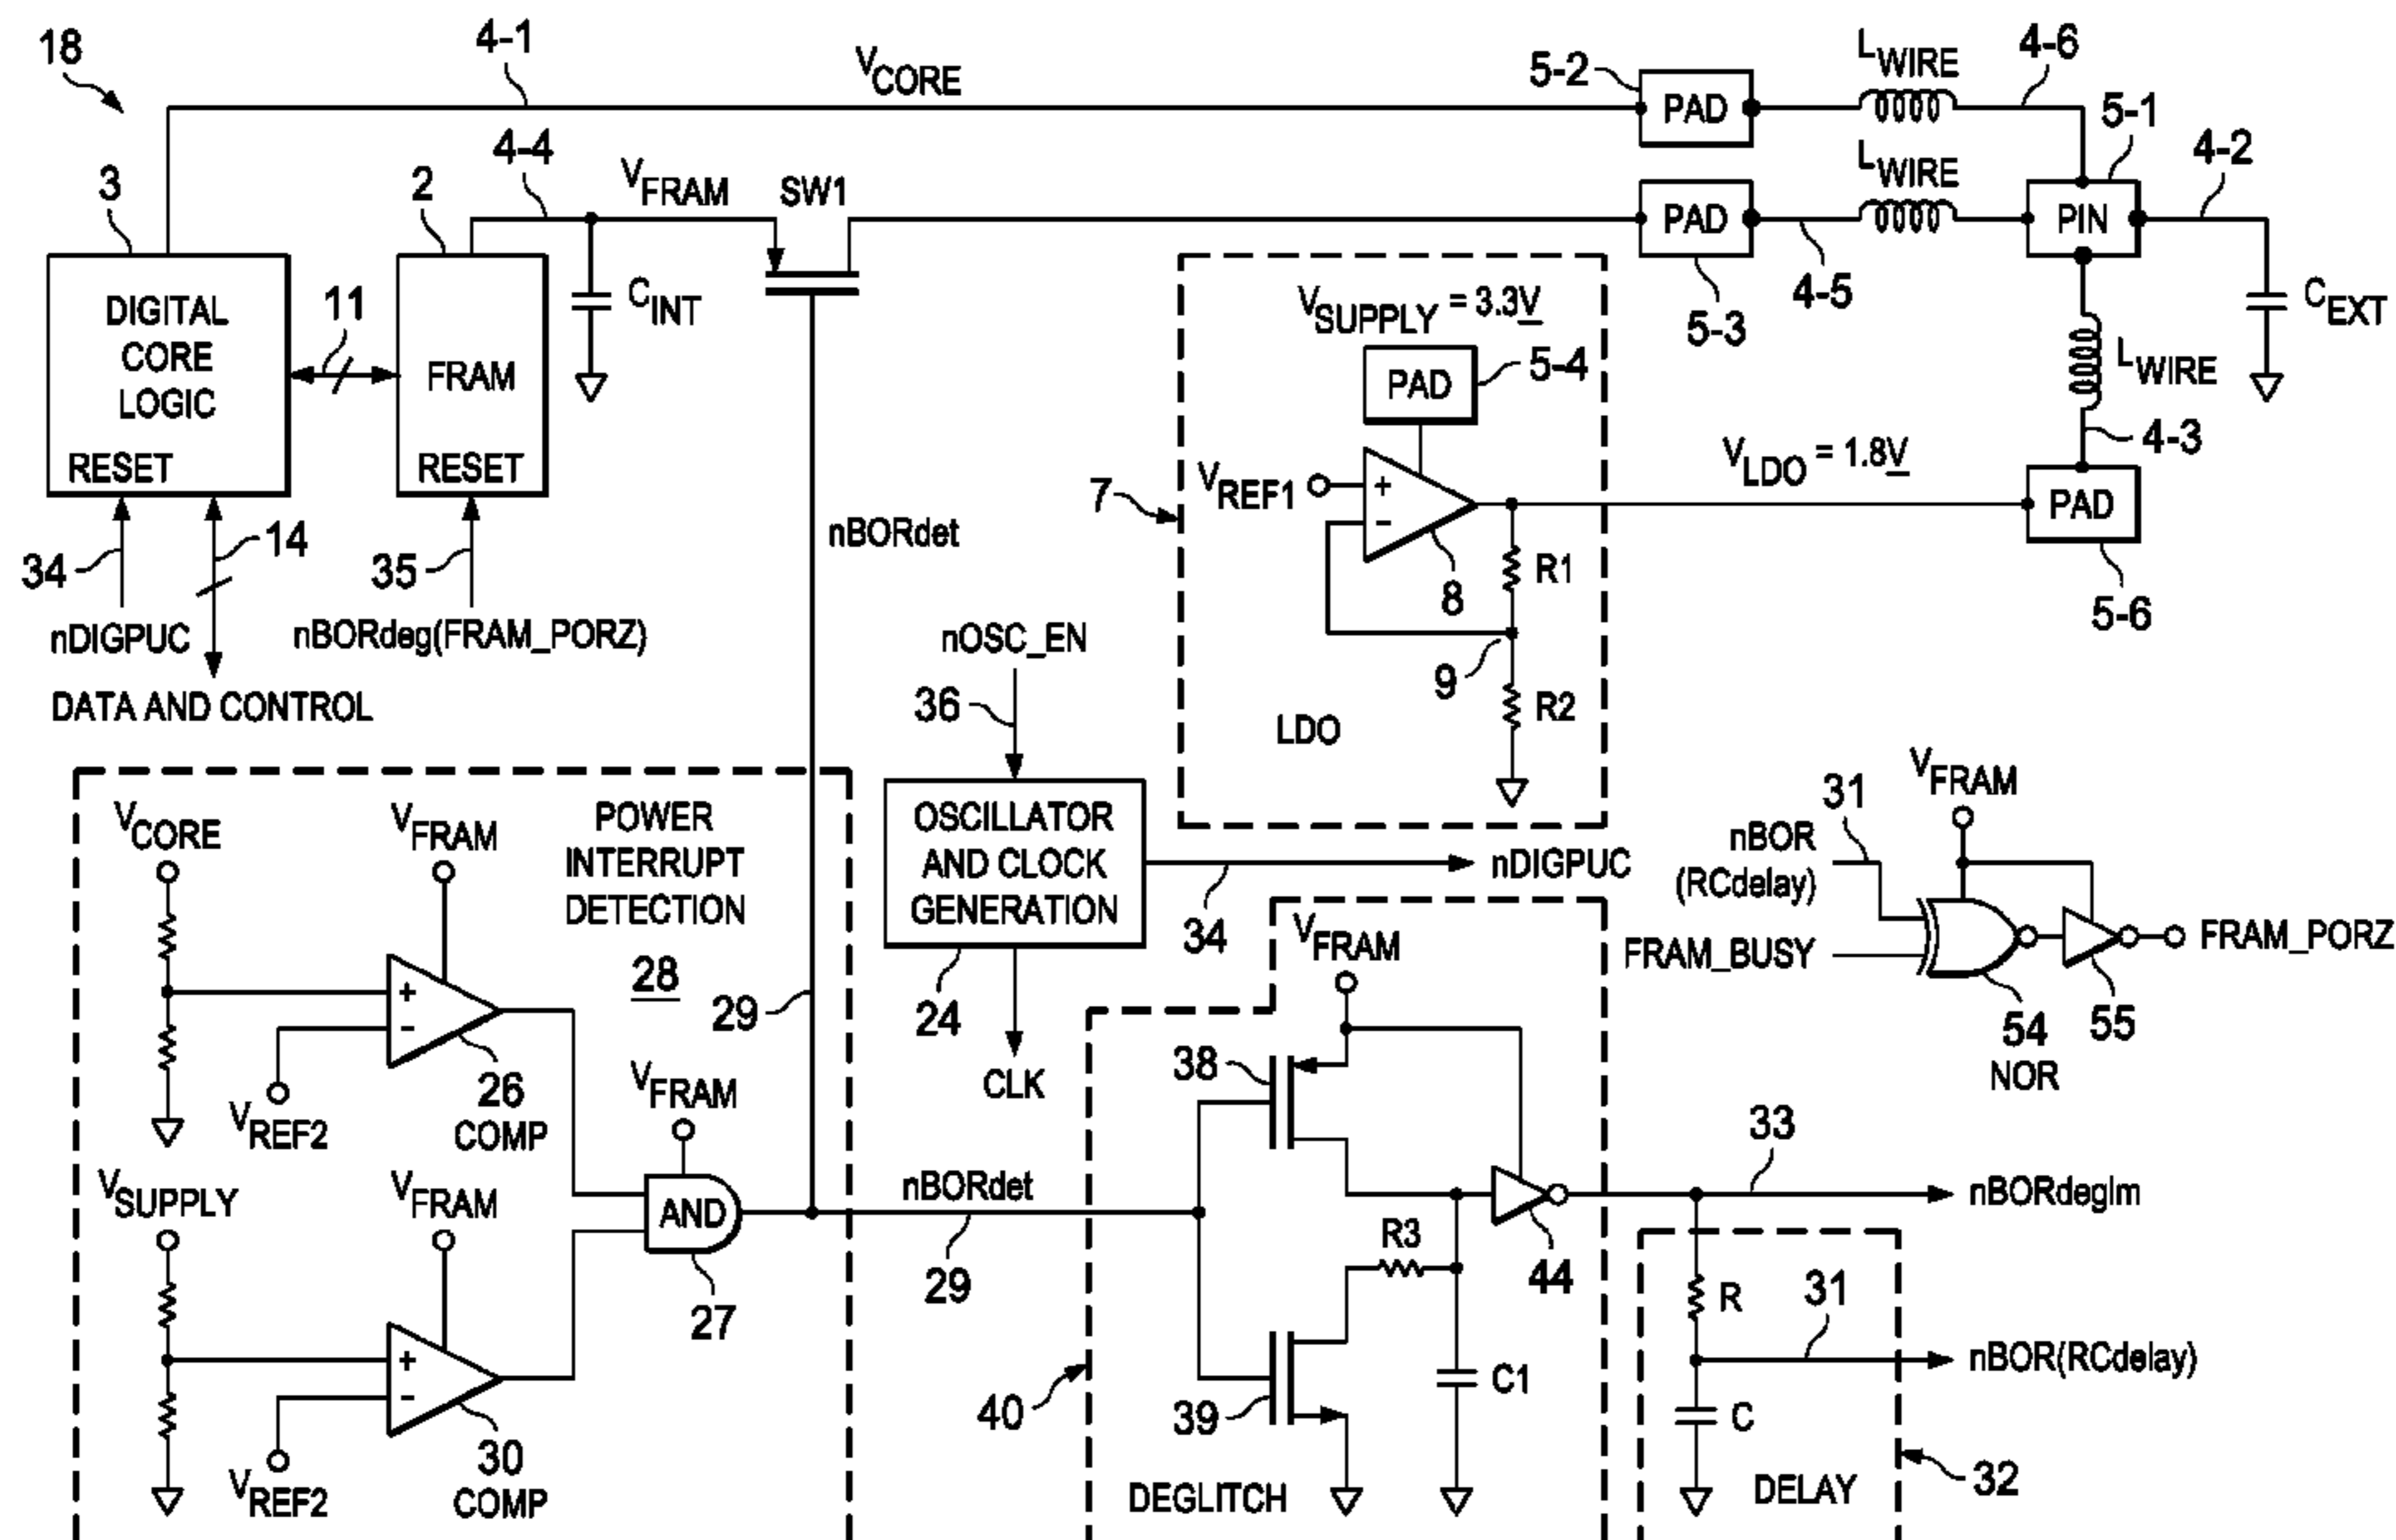 18
4-1
VCORE
5-2
PAD
LWIRE
4-6
5-1
4-2
3
4-4
2
VFRAM
SW1
PAD
LWIRE
PIN
DIGITAL
CORE
LOGIC
RESET
11
FRAM
RESET
CINT
5-3
4-5
CEXT
VSUPPLY = 3.3V
PAD
5-4
LWIRE
4-3
7
VREF1
+
-
8
VLDO = 1.8V
PAD
5-6
R1
9
R2
LDO
34
14
35
nDIGPUC
nBORdeg(FRAM_PORZ)
DATA AND CONTROL
nBORdet
nOSC_EN
36
OSCILLATOR
AND CLOCK
GENERATION
nDIGPUC
34
24
CLK
31
VFRAM
nBOR
(RCdelay)
FRAM_BUSY
FRAM_PORZ
54
NOR
55
VCORE
VFRAM
POWER
INTERRUPT
DETECTION
28
+
-
29
VREF2
26
COMP
VFRAM
AND
27
VSUPPLY
VFRAM
+
-
VREF2
30
COMP
nBORdet
29
VFRAM
38
39
40
R3
C1
44
DEGLITCH
33
nBORdeglm
R
31
nBOR(RCdelay)
C
DELAY
32